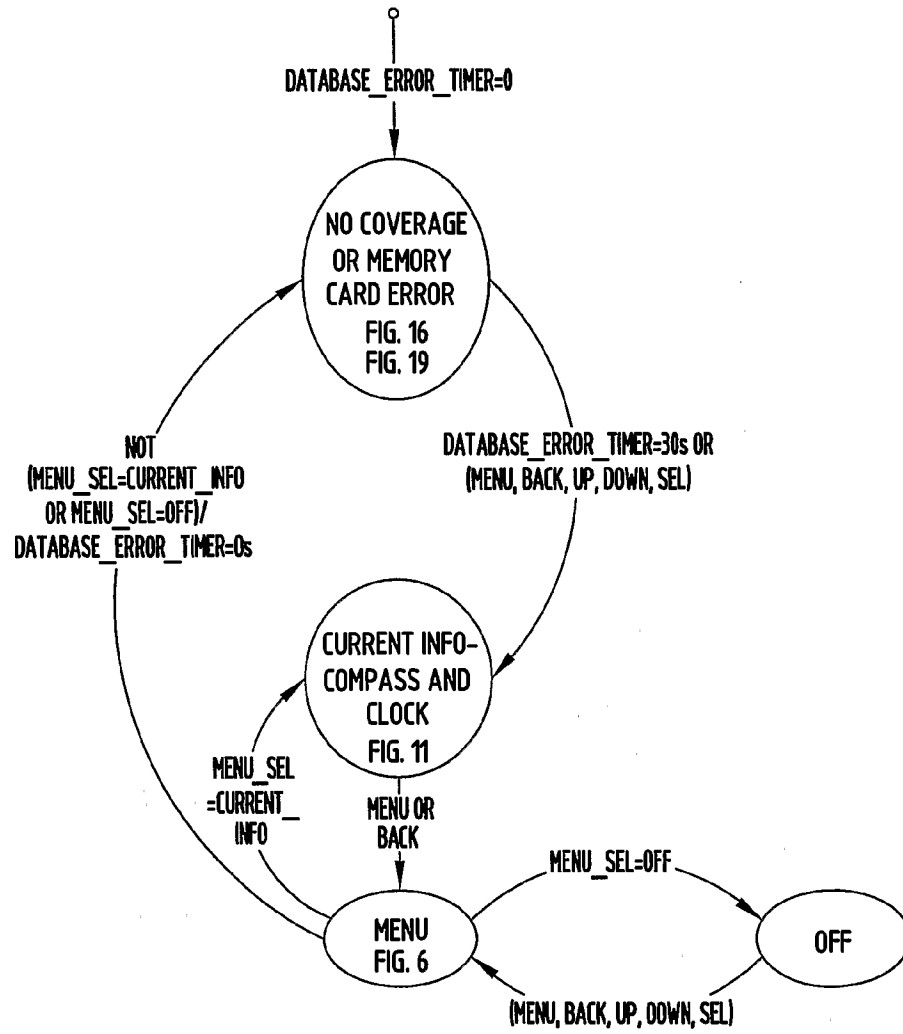 DATABASE_ERROR_TIMER=0
NO COVERAGE
OR MEMORY
CARD ERROR
FIG. 16
FIG. 19
NOT
(MENU_SEL=CURRENT_INFO
OR MENU_SEL=OFF)/
DATABASE_ERROR_TIMER=0s
DATABASE_ERROR_TIMER=30s OR
(MENU, BACK, UP, DOWN, SEL)
CURRENT INFO-
COMPASS AND
CLOCK
FIG. 11
MENU_SEL
=CURRENT_
INFO
MENU OR
BACK
MENU_SEL=OFF
MENU
FIG. 6
OFF
(MENU, BACK, UP, DOWN, SEL)